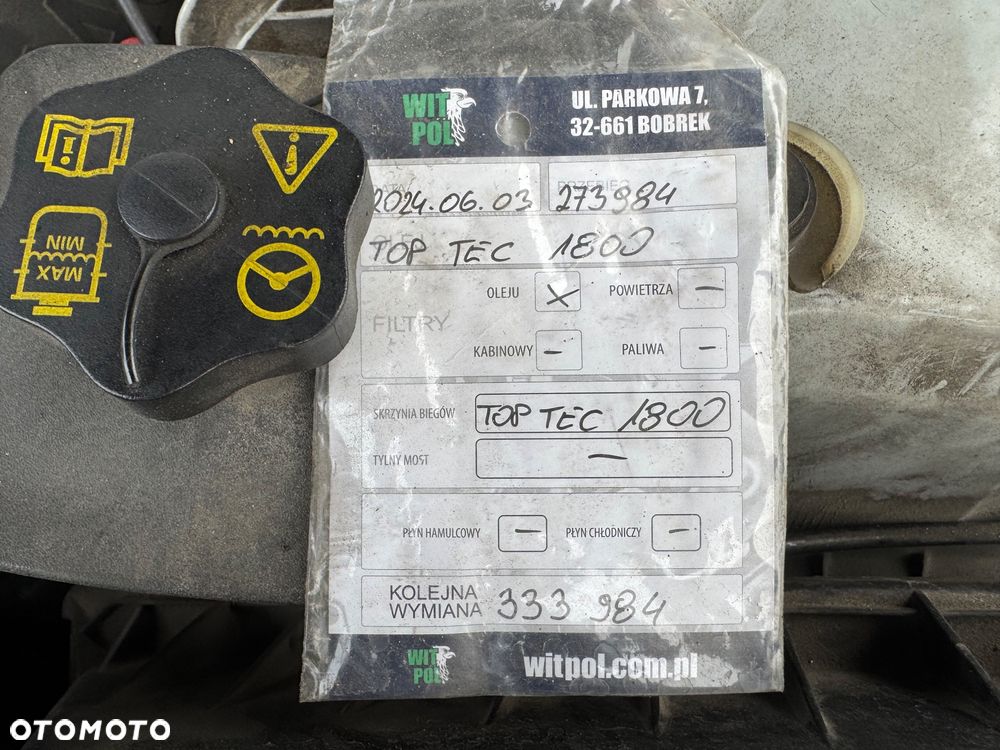 WIT
POL
UL. PARKOWA 7,
32-661 BOBREK
MIN
MAX
2024.06.03
PRZEBIEG
273984
OLEJ
TOP TEC 1800
FILTRY
OLEJU X
POWIETRZA –
KABINOWY –
PALIWA –
SKRZYNIA BIEGÓW TOP TEC 1800
TYLNY MOST –
PŁYN HAMULCOWY –
PŁYN CHŁODNICZY –
KOLEJNA
WYMIANA 333 984
WIT
POL
witpol.com.pl
OTOMOTO